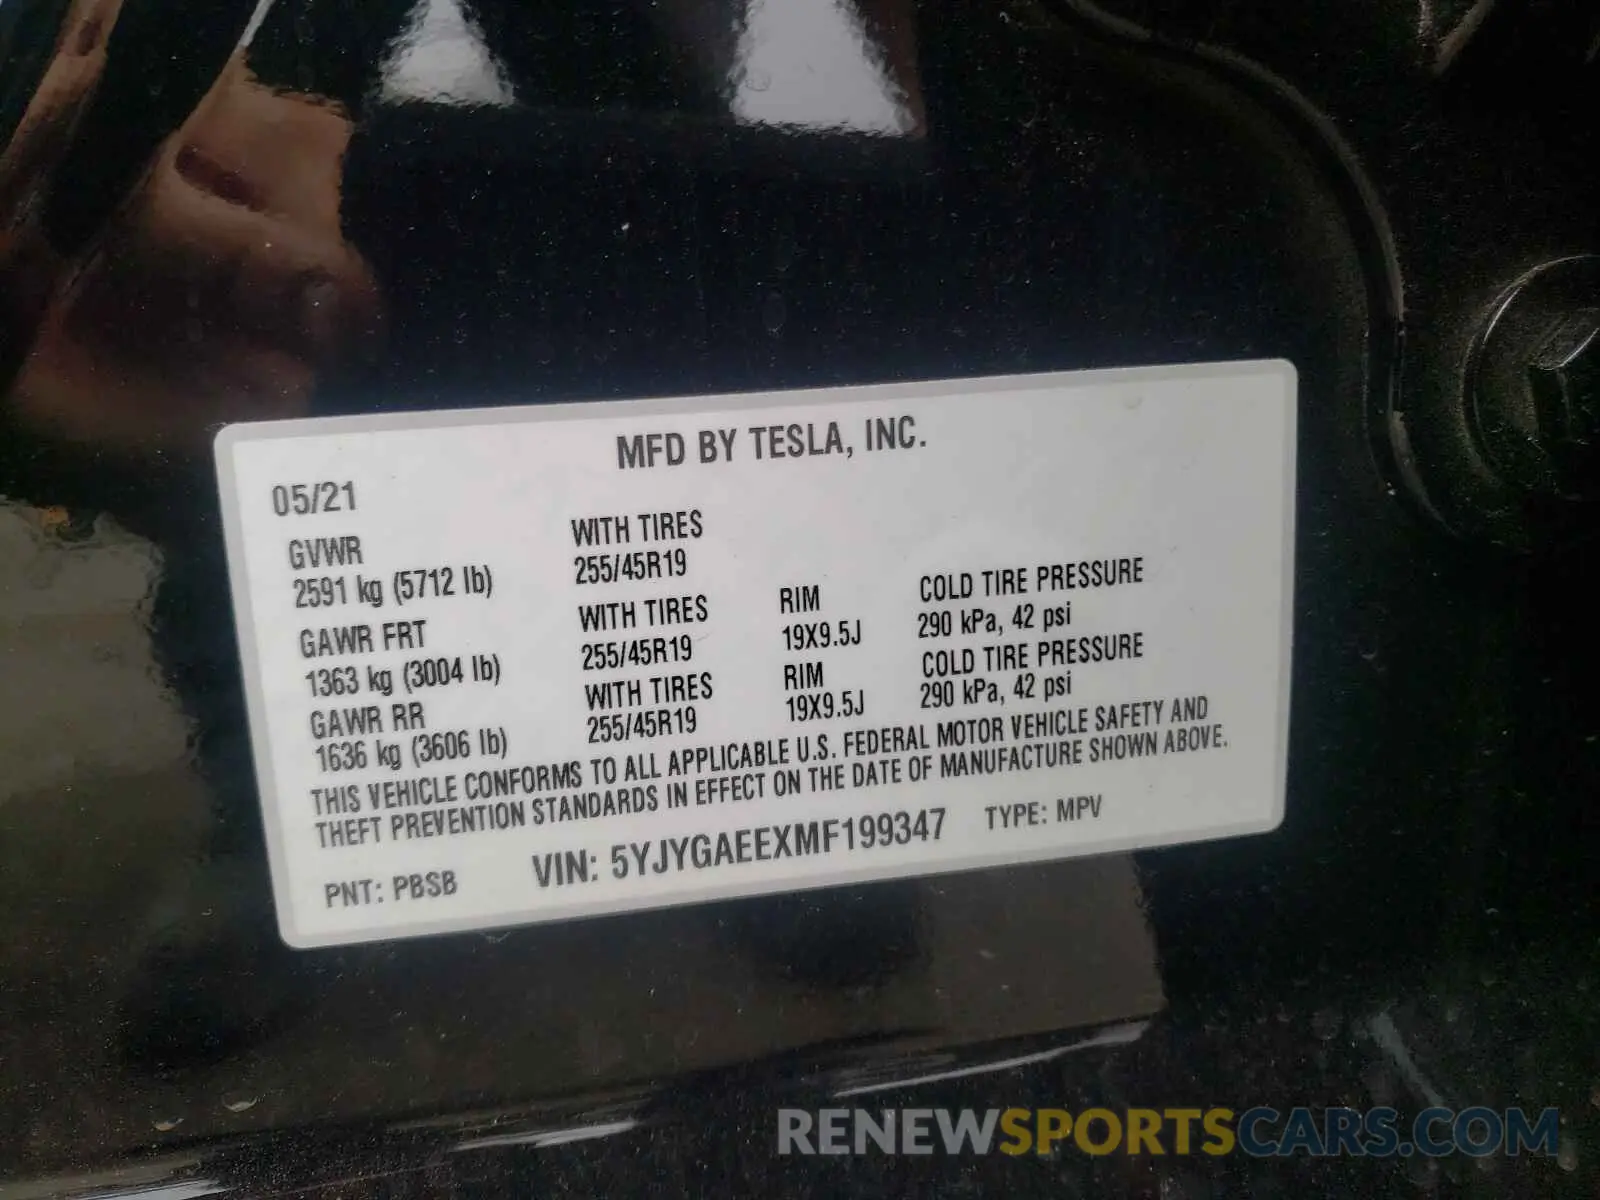 MFD BY TESLA, INC.
05/21
GVWR WITH TIRES
2591 kg (5712 lb) 255/45R19
GAWR FRT WITH TIRES RIM COLD TIRE PRESSURE
1363 kg (3004 lb) 255/45R19 19X9.5J 290 kPa, 42 psi
GAWR RR WITH TIRES RIM COLD TIRE PRESSURE
1636 kg (3606 lb) 255/45R19 19X9.5J 290 kPa, 42 psi
THIS VEHICLE CONFORMS TO ALL APPLICABLE U.S. FEDERAL MOTOR VEHICLE SAFETY AND
THEFT PREVENTION STANDARDS IN EFFECT ON THE DATE OF MANUFACTURE SHOWN ABOVE.
PNT: PBSB VIN: 5YJYGAEEXMF199347 TYPE: MPV
RENEWSPORTSCARS.COM